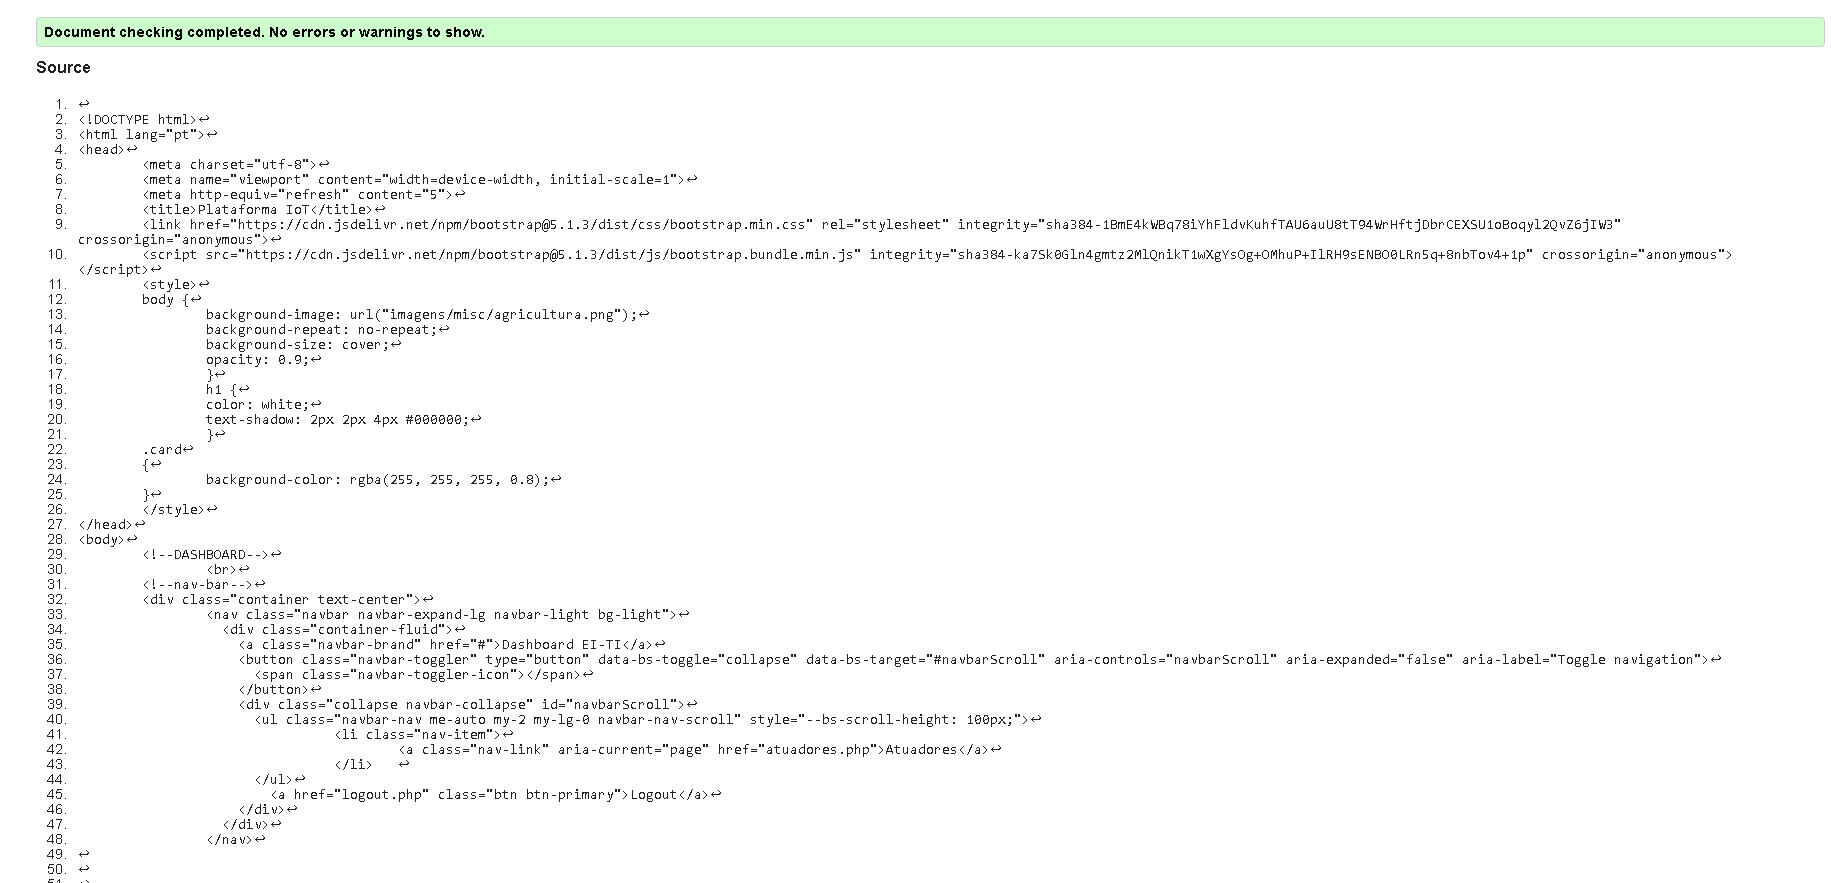 Document checking completed. No errors or warnings to show.
Source
1. ↩
2. <!DOCTYPE html>↩
3. <html lang="pt">↩
4. <head>↩
5. <meta charset="utf-8">↩
6. <meta name="viewport" content="width=device-width, initial-scale=1">↩
7. <meta http-equiv="refresh" content="5">↩
8. <title>Plataforma IoT</title>↩
9. <link href="https://cdn.jsdelivr.net/npm/bootstrap@5.1.3/dist/css/bootstrap.min.css" rel="stylesheet" integrity="sha384-1BmE4kWBq78iYhFldvKuhfTAU6auU8tT94WrHftjDbrCEXSU1oBoqyl2QvZ6jIW3"
crossorigin="anonymous">↩
10. <script src="https://cdn.jsdelivr.net/npm/bootstrap@5.1.3/dist/js/bootstrap.bundle.min.js" integrity="sha384-ka7Sk0Gln4gmtz2MlQnikT1wXgYsOg+OMhuP+IlRH9sENBO0LRn5q+8nbTov4+1p" crossorigin="anonymous">
</script>↩
11. <style>↩
12. body {↩
13. background-image: url("imagens/misc/agricultura.png");↩
14. background-repeat: no-repeat;↩
15. background-size: cover;↩
16. opacity: 0.9;↩
17. }↩
18. h1 {↩
19. color: white;↩
20. text-shadow: 2px 2px 4px #000000;↩
21. }↩
22. .card↩
23. {↩
24. background-color: rgba(255, 255, 255, 0.8);↩
25. }↩
26. </style>↩
27. </head>↩
28. <body>↩
29. <!--DASHBOARD-->↩
30. <br>↩
31. <!--nav-bar-->↩
32. <div class="container text-center">↩
33. <nav class="navbar navbar-expand-lg navbar-light bg-light">↩
34. <div class="container-fluid">↩
35. <a class="navbar-brand" href="#">Dashboard EI-TI</a>↩
36. <button class="navbar-toggler" type="button" data-bs-toggle="collapse" data-bs-target="#navbarScroll" aria-controls="navbarScroll" aria-expanded="false" aria-label="Toggle navigation">↩
37. <span class="navbar-toggler-icon"></span>↩
38. </button>↩
39. <div class="collapse navbar-collapse" id="navbarScroll">↩
40. <ul class="navbar-nav me-auto my-2 my-lg-0 navbar-nav-scroll" style="--bs-scroll-height: 100px;">↩
41. <li class="nav-item">↩
42. <a class="nav-link" aria-current="page" href="atuadores.php">Atuadores</a>↩
43. </li> ↩
44. </ul>↩
45. <a href="logout.php" class="btn btn-primary">Logout</a>↩
46. </div>↩
47. </div>↩
48. </nav>↩
49. ↩
50. ↩